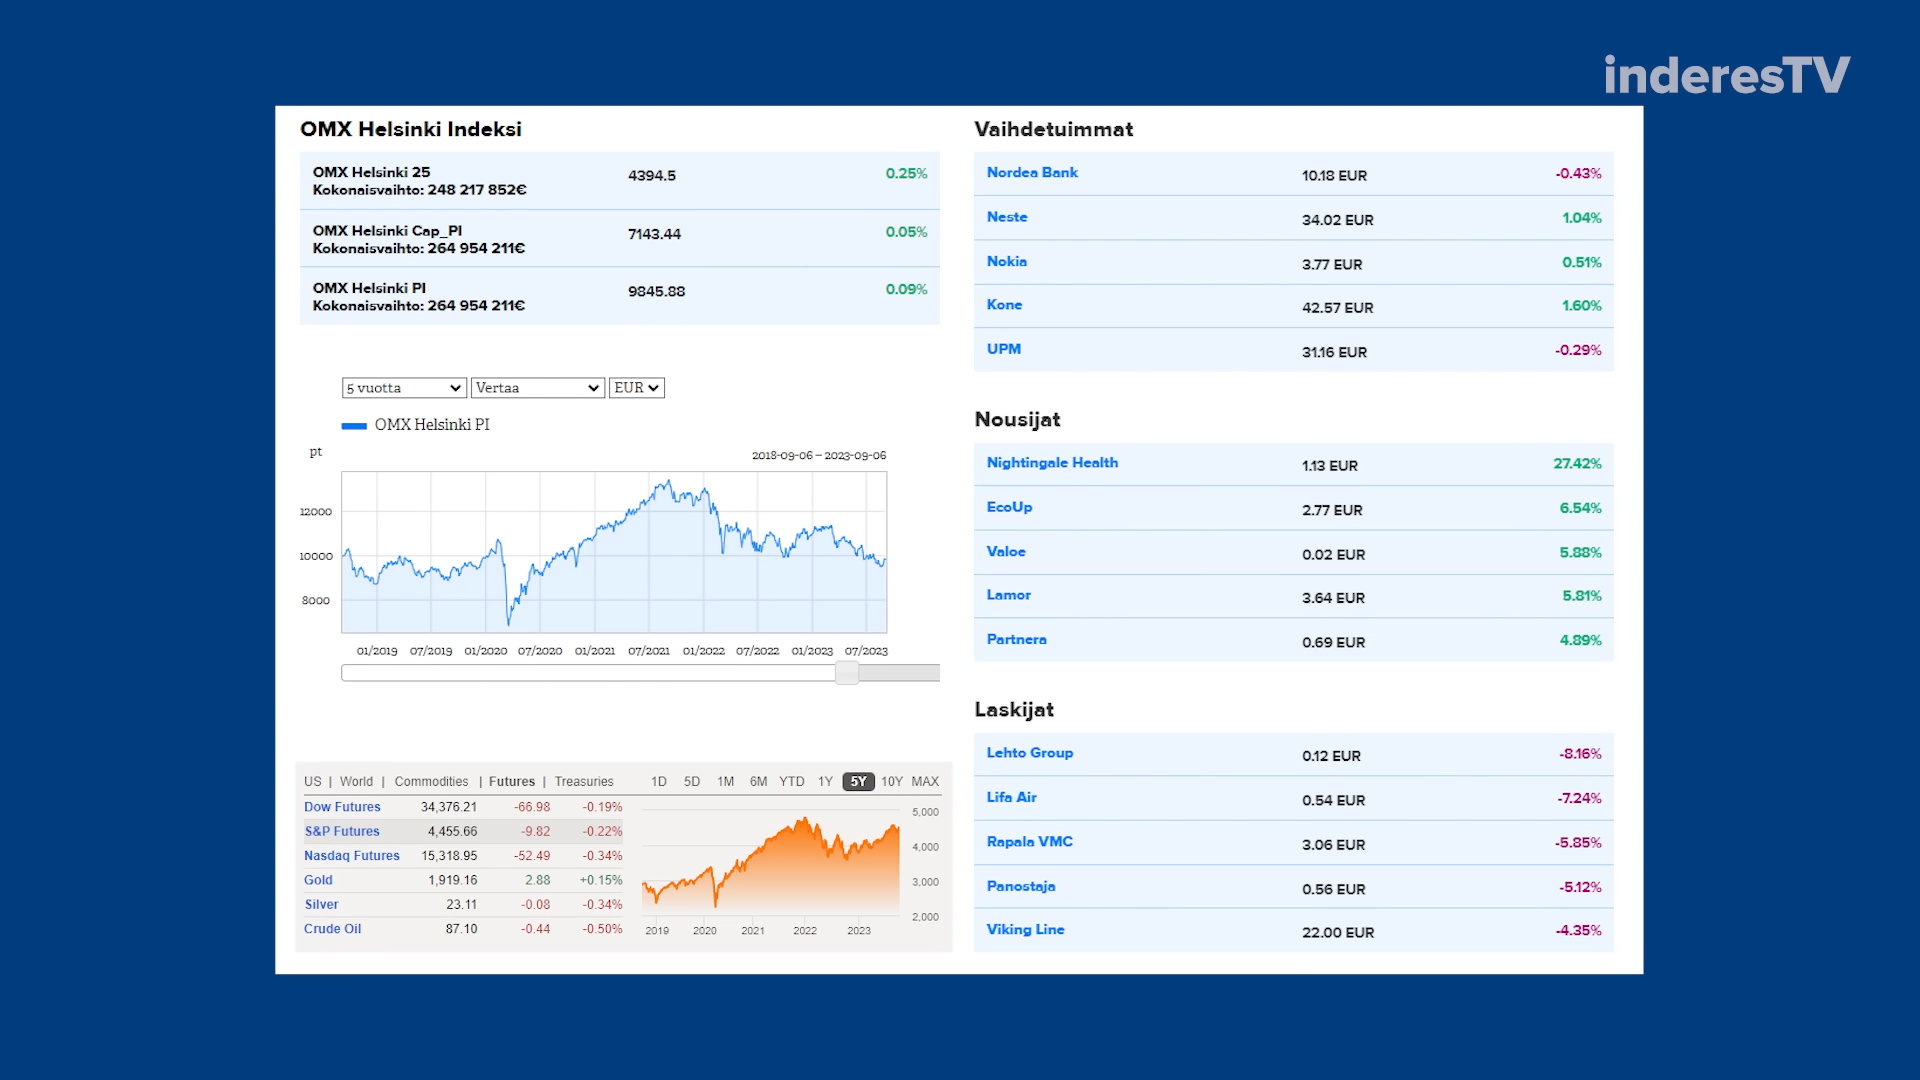 inderesTV
OMX Helsinki Indeksi
OMX Helsinki 25 4394.5 0.25%
Kokonaisvaihto: 248 217 852€
OMX Helsinki Cap_PI 7143.44 0.05%
Kokonaisvaihto: 264 954 211€
OMX Helsinki PI 9845.88 0.09%
Kokonaisvaihto: 264 954 211€
5 vuotta Vertaa EUR
OMX Helsinki PI
pt
2018-09-06 – 2023-09-06
12000
10000
8000
01/2019 07/2019 01/2020 07/2020 01/2021 07/2021 01/2022 07/2022 01/2023 07/2023
US | World | Commodities | Futures | Treasuries
Dow Futures 34,376.21 -66.98 -0.19%
S&P Futures 4,455.66 -9.82 -0.22%
Nasdaq Futures 15,318.95 -52.49 -0.34%
Gold 1,919.16 2.88 +0.15%
Silver 23.11 -0.08 -0.34%
Crude Oil 87.10 -0.44 -0.50%
1D 5D 1M 6M YTD 1Y 5Y 10Y MAX
5,000
4,000
3,000
2,000
2019 2020 2021 2022 2023
Vaihdetuimmat
Nordea Bank 10.18 EUR -0.43%
Neste 34.02 EUR 1.04%
Nokia 3.77 EUR 0.51%
Kone 42.57 EUR 1.60%
UPM 31.16 EUR -0.29%
Nousijat
Nightingale Health 1.13 EUR 27.42%
EcoUp 2.77 EUR 6.54%
Valoe 0.02 EUR 5.88%
Lamor 3.64 EUR 5.81%
Partnera 0.69 EUR 4.89%
Laskijat
Lehto Group 0.12 EUR -8.16%
Lifa Air 0.54 EUR -7.24%
Rapala VMC 3.06 EUR -5.85%
Panostaja 0.56 EUR -5.12%
Viking Line 22.00 EUR -4.35%